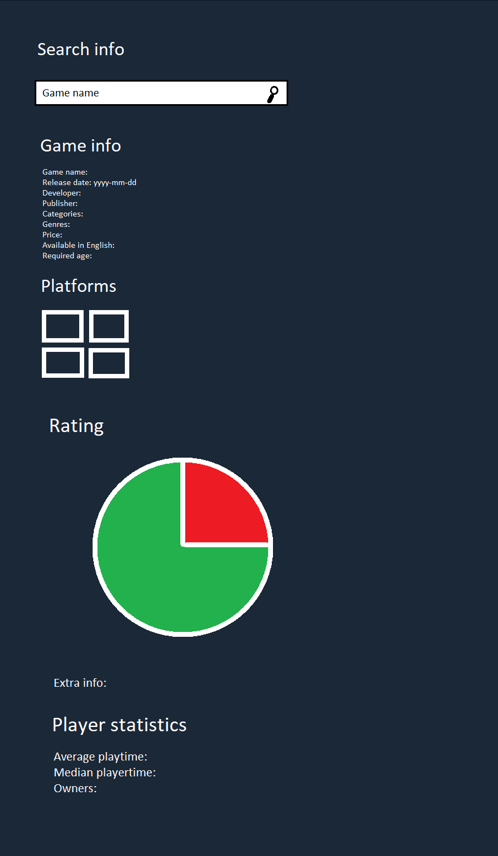 Search info
Game name
Game info
Game name:
Release date: yyyy-mm-dd
Developer:
Publisher:
Categories:
Genres:
Price:
Available in English:
Required age:
Platforms
Rating
Extra info:
Player statistics
Average playtime:
Median playertime:
Owners: